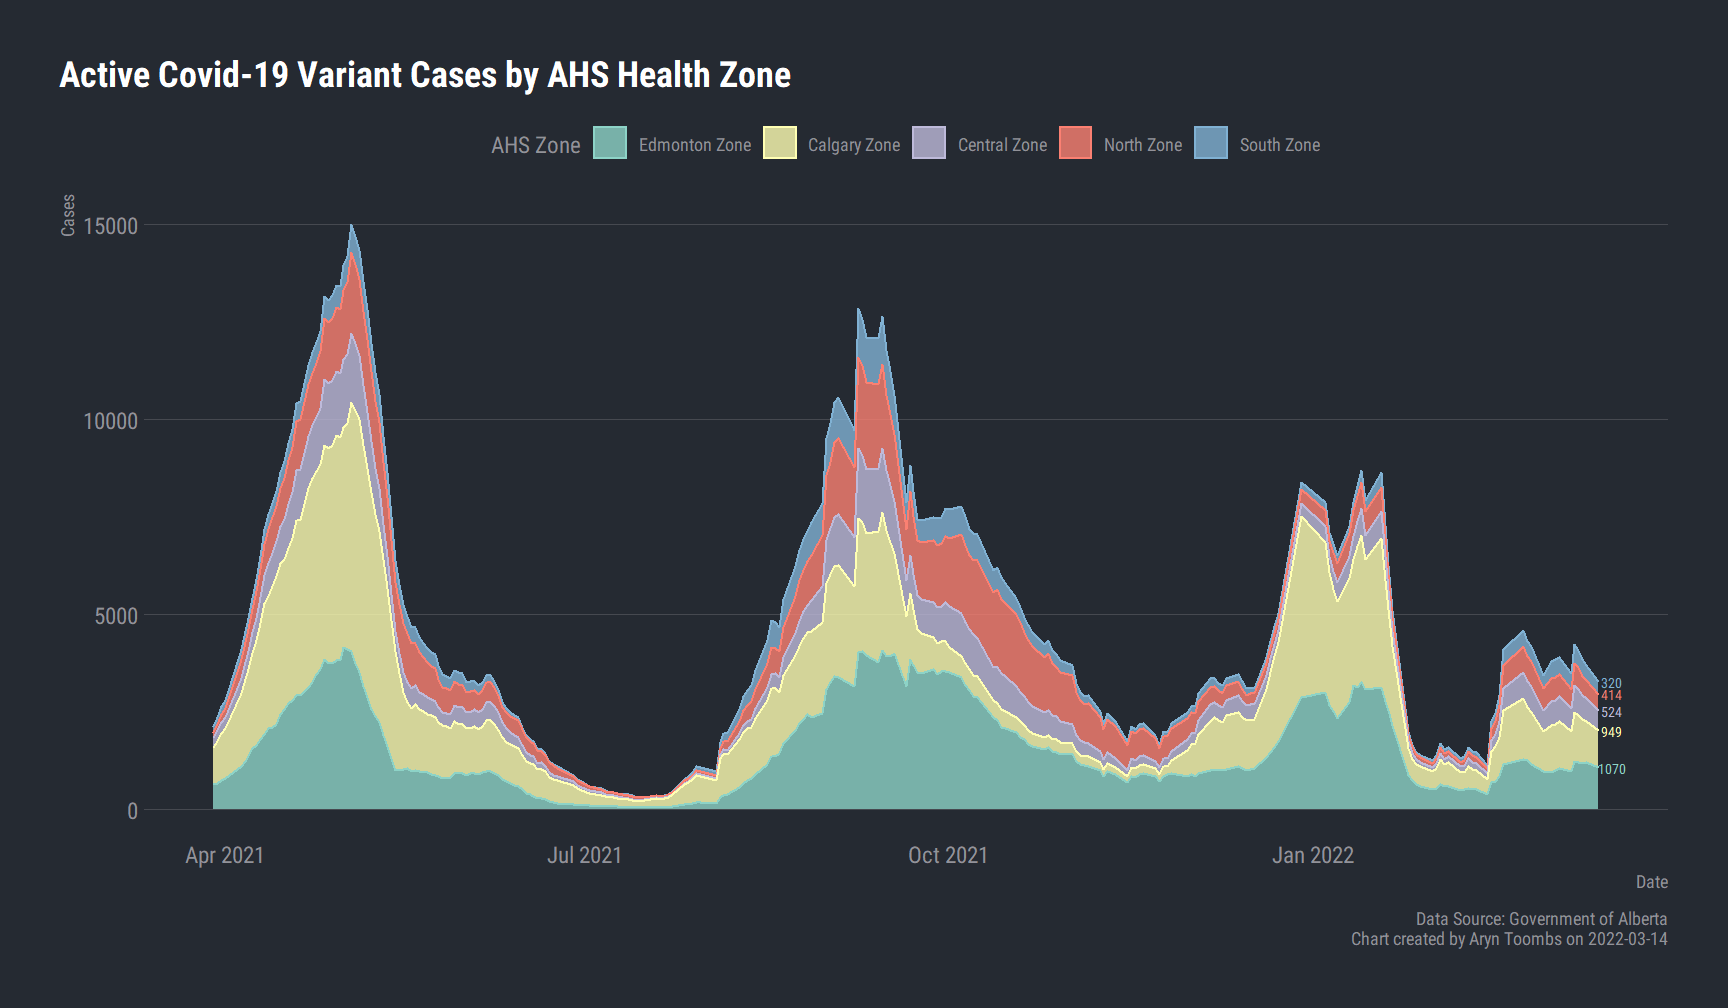 Active Covid-19 Variant Cases by AHS Health Zone
AHS Zone Edmonton Zone Calgary Zone Central Zone North Zone South Zone
Cases
15000
10000
5000
0
320
414
524
949
1070
Apr 2021 Jul 2021 Oct 2021 Jan 2022
Date
Data Source: Government of Alberta
Chart created by Aryn Toombs on 2022-03-14